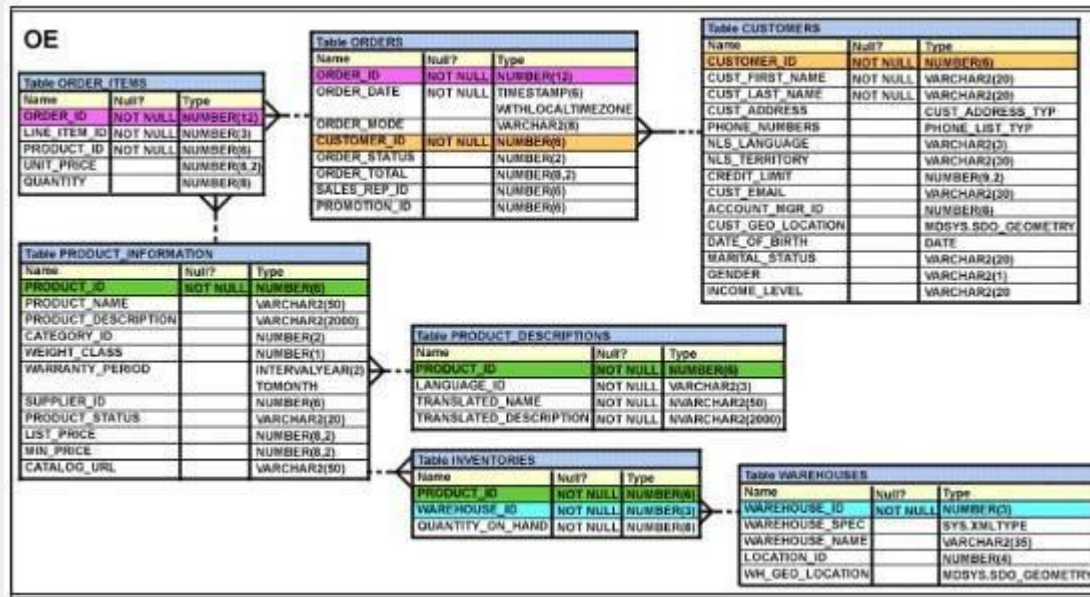 OE
Table ORDER_ITEMS
Name Null? Type
ORDER_ID NOT NULL NUMBER(12)
LINE_ITEM_ID NOT NULL NUMBER(3)
PRODUCT_ID NOT NULL NUMBER(6)
UNIT_PRICE NUMBER(8,2)
QUANTITY NUMBER(8)
Table ORDERS
Name Null? Type
ORDER_ID NOT NULL NUMBER(12)
ORDER_DATE NOT NULL TIMESTAMP(6)
WITHLOCALTIMEZONE
ORDER_MODE VARCHAR2(8)
CUSTOMER_ID NOT NULL NUMBER(6)
ORDER_STATUS NUMBER(2)
ORDER_TOTAL NUMBER(8,2)
SALES_REP_ID NUMBER(6)
PROMOTION_ID NUMBER(6)
Table CUSTOMERS
Name Null? Type
CUSTOMER_ID NOT NULL NUMBER(6)
CUST_FIRST_NAME NOT NULL VARCHAR2(20)
CUST_LAST_NAME NOT NULL VARCHAR2(20)
CUST_ADDRESS CUST_ADDRESS_TYP
PHONE_NUMBERS PHONE_LIST_TYP
NLS_LANGUAGE VARCHAR2(3)
NLS_TERRITORY VARCHAR2(30)
CREDIT_LIMIT NUMBER(9,2)
CUST_EMAIL VARCHAR2(30)
ACCOUNT_MGR_ID NUMBER(6)
CUST_GEO_LOCATION MDSYS.SDO_GEOMETRY
DATE_OF_BIRTH DATE
MARITAL_STATUS VARCHAR2(20)
GENDER VARCHAR2(1)
INCOME_LEVEL VARCHAR2(20
Table PRODUCT_INFORMATION
Name Null? Type
PRODUCT_ID NOT NULL NUMBER(6)
PRODUCT_NAME VARCHAR2(50)
PRODUCT_DESCRIPTION VARCHAR2(2000)
CATEGORY_ID NUMBER(2)
WEIGHT_CLASS NUMBER(1)
WARRANTY_PERIOD INTERVALYEAR(2)
TOMONTH
SUPPLIER_ID NUMBER(6)
PRODUCT_STATUS VARCHAR2(20)
LIST_PRICE NUMBER(8,2)
MIN_PRICE NUMBER(8,2)
CATALOG_URL VARCHAR2(50)
Table PRODUCT_DESCRIPTIONS
Name Null? Type
PRODUCT_ID NOT NULL NUMBER(6)
LANGUAGE_ID NOT NULL VARCHAR2(3)
TRANSLATED_NAME NOT NULL NVARCHAR2(50)
TRANSLATED_DESCRIPTION NOT NULL NVARCHAR2(2000)
Table INVENTORIES
Name Null? Type
PRODUCT_ID NOT NULL NUMBER(6)
WAREHOUSE_ID NOT NULL NUMBER(3)
QUANTITY_ON_HAND NOT NULL NUMBER(8)
Table WAREHOUSES
Name Null? Type
WAREHOUSE_ID NOT NULL NUMBER(3)
WAREHOUSE_SPEC SYS.XMLTYPE
WAREHOUSE_NAME VARCHAR2(35)
LOCATION_ID NUMBER(4)
WH_GEO_LOCATION MDSYS.SDO_GEOMETRY